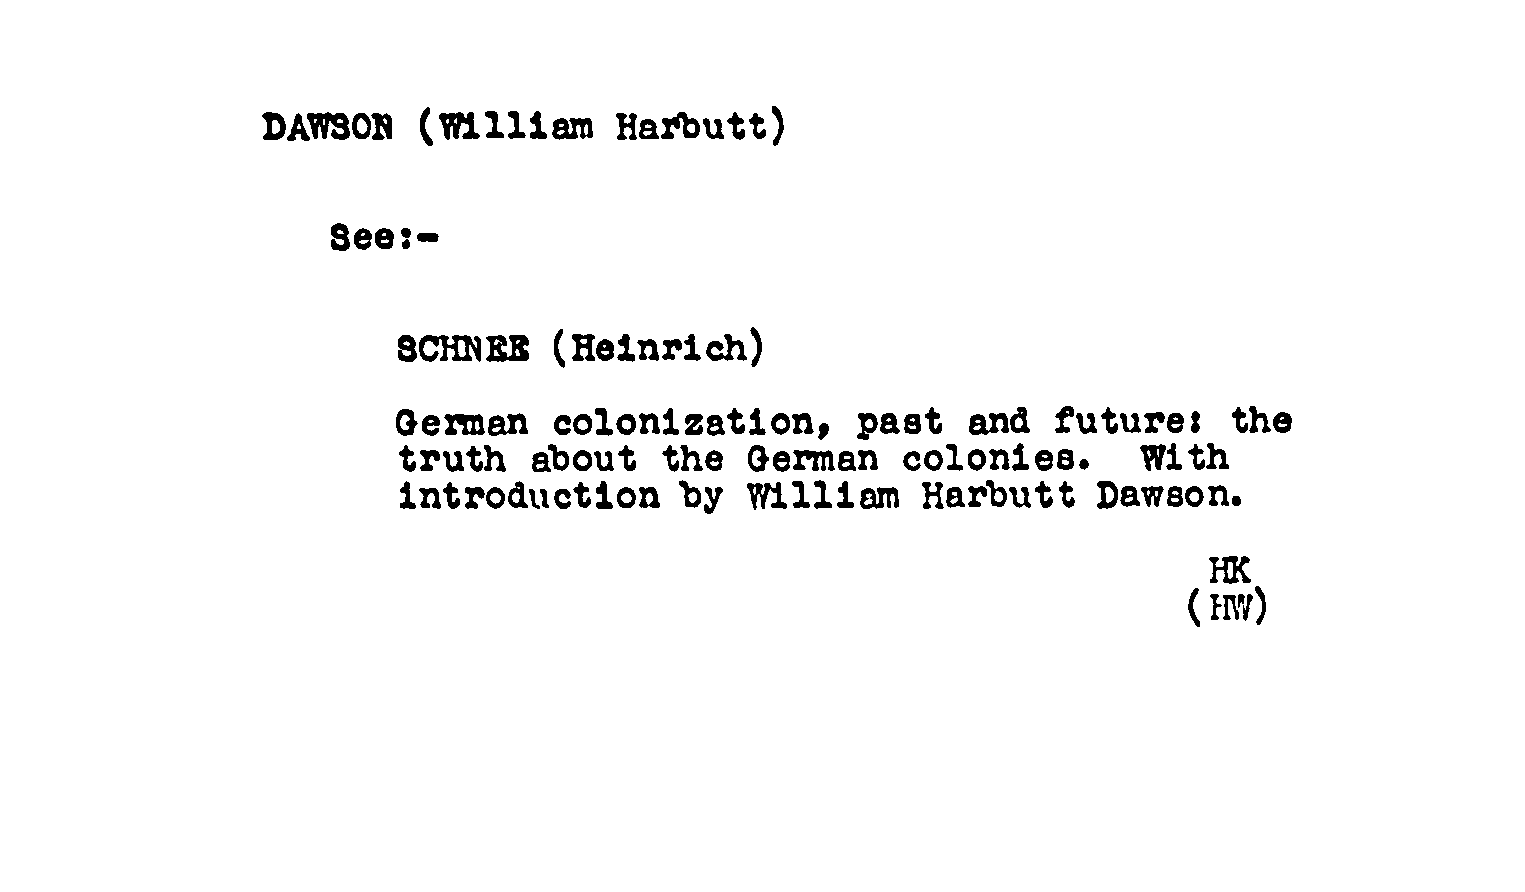 DAWSON (William Harbutt)
See:-
SCHNEE (Heinrich)
German colonization, past and future: the
truth about the German colonies. With
introduction by William Harbutt Dawson.
HK
(HW)